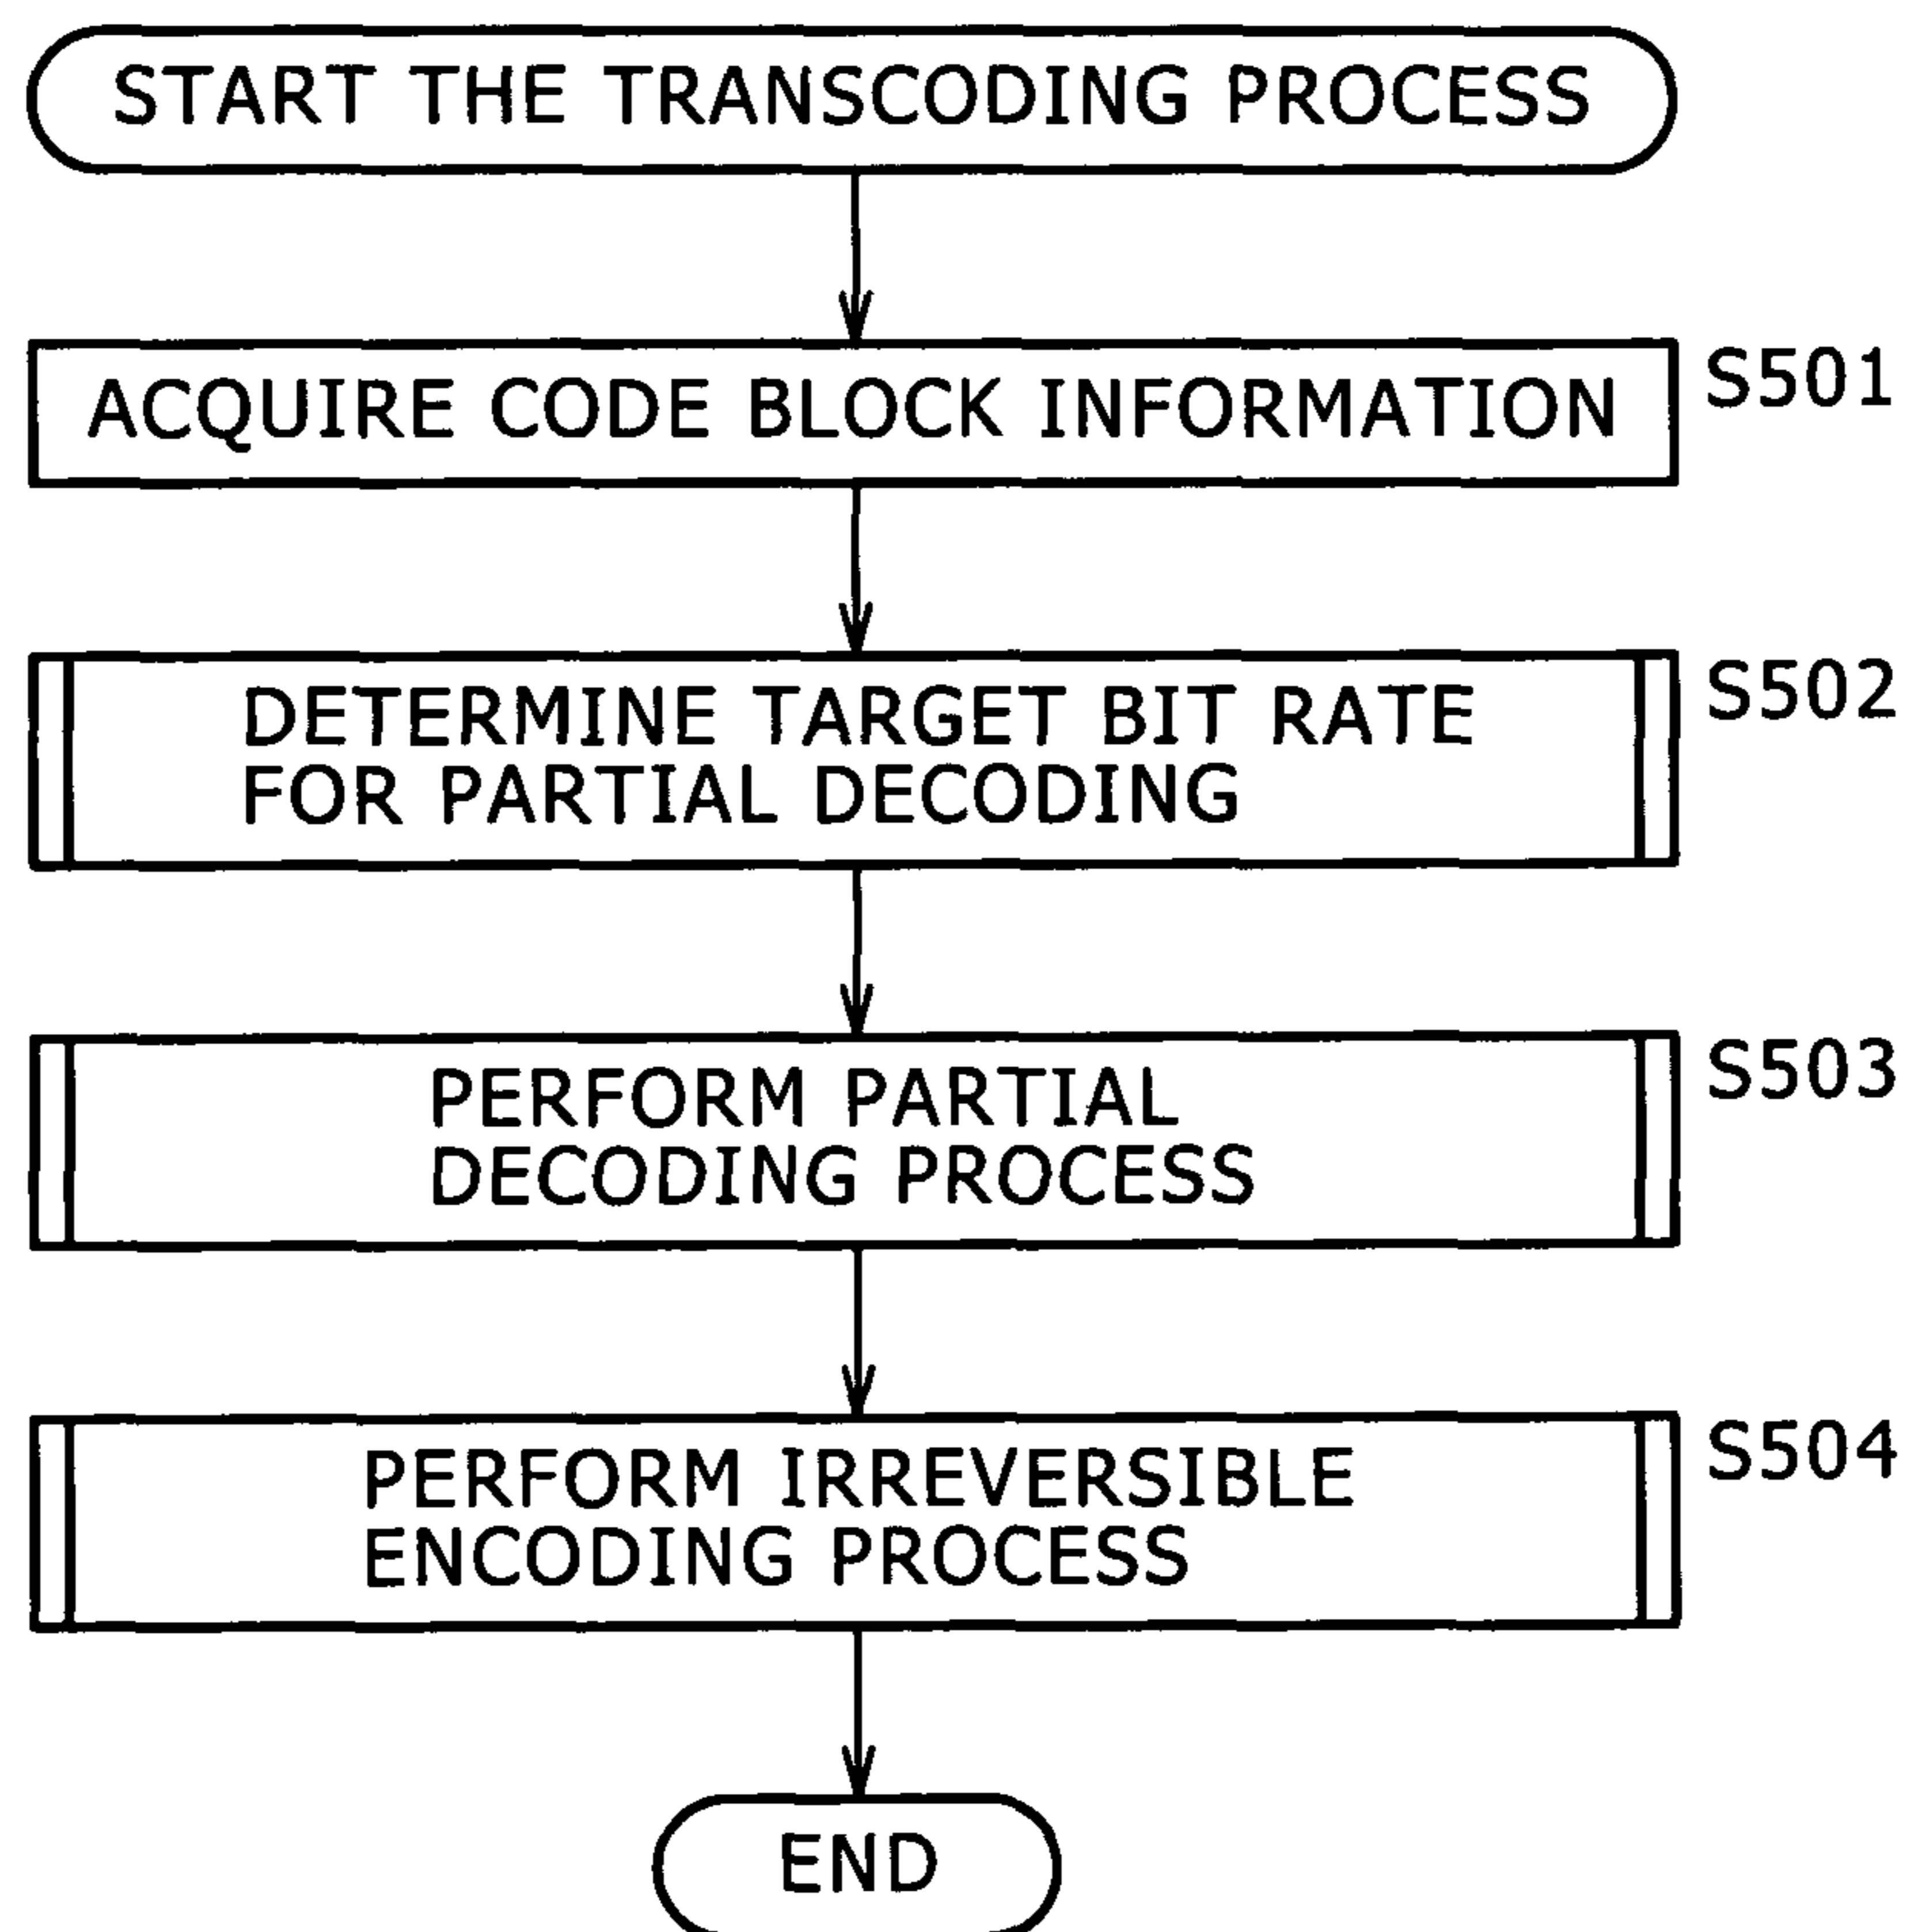 START THE TRANSCODING PROCESS
ACQUIRE CODE BLOCK INFORMATION
S501
DETERMINE TARGET BIT RATE
FOR PARTIAL DECODING
S502
PERFORM PARTIAL
DECODING PROCESS
S503
PERFORM IRREVERSIBLE
ENCODING PROCESS
S504
END